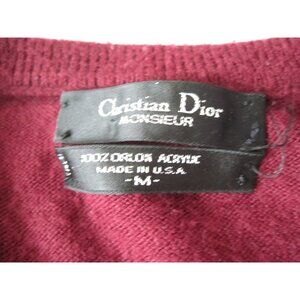 Christian Dior
MONSIEUR
100% ORLON ACRYLIC
MADE IN U.S.A.
-M-